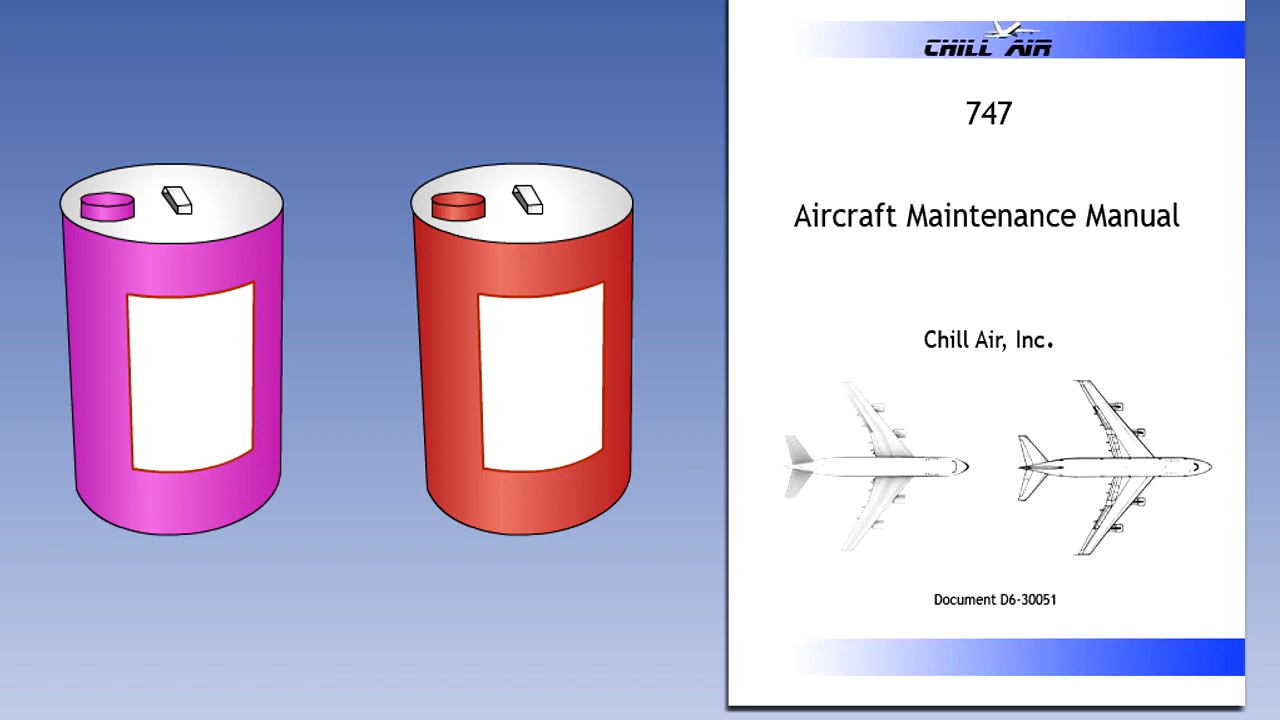 CHILL AIR
747
Aircraft Maintenance Manual
Chill Air, Inc.
Document D6-30051